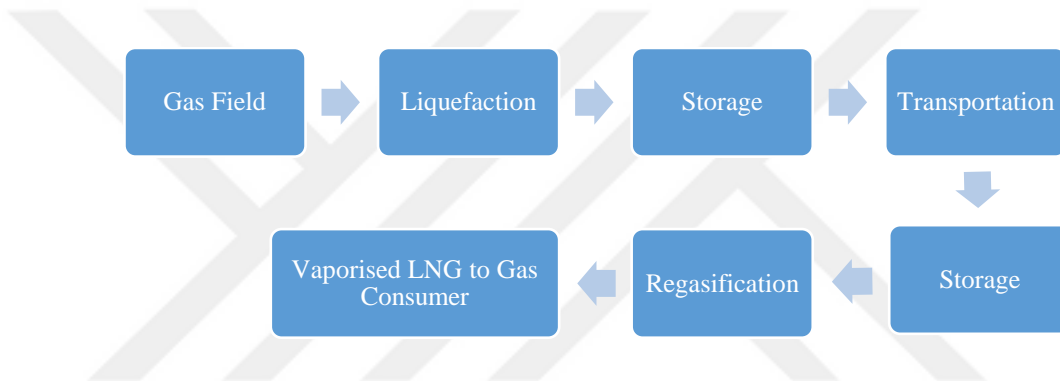 Gas Field
Liquefaction
Storage
Transportation
Storage
Regasification
Vaporised LNG to Gas
Consumer